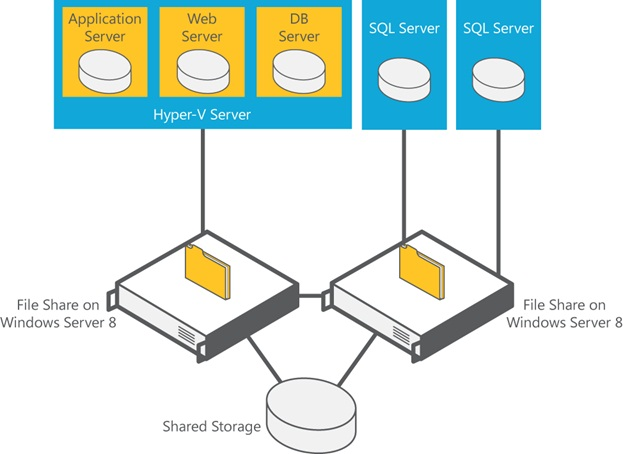 Application
Server
Web
Server
DB
Server
Hyper-V Server
SQL Server
SQL Server
File Share on
Windows Server 8
File Share on
Windows Server 8
Shared Storage